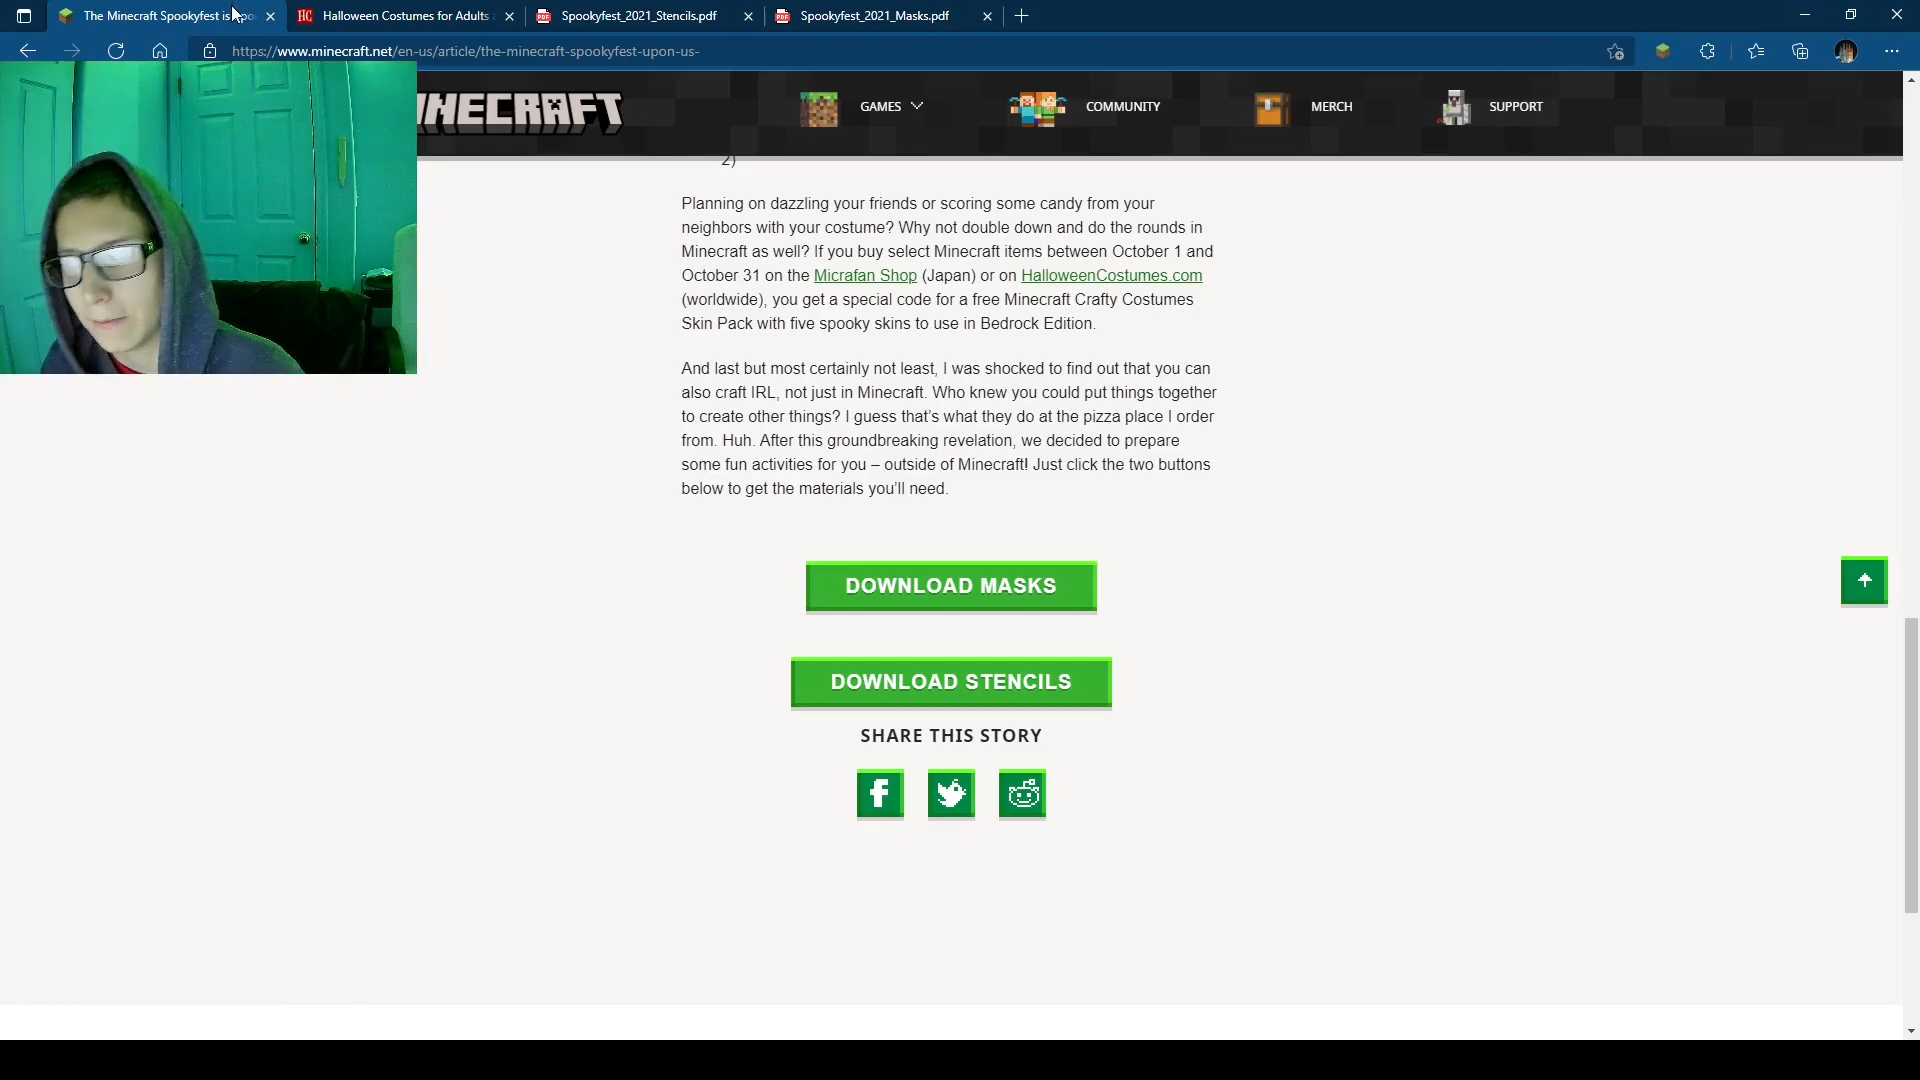 The Minecraft Spookyfest is
Halloween Costumes for Adults
Spookyfest_2021_Stencils.pdf
Spookyfest_2021_Masks.pdf
https://www.minecraft.net/en-us/article/the-minecraft-spookyfest-upon-us-
GAMES
COMMUNITY
MERCH
SUPPORT
2)
Planning on dazzling your friends or scoring some candy from your
neighbors with your costume? Why not double down and do the rounds in
Minecraft as well? If you buy select Minecraft items between October 1 and
October 31 on the Micrafan Shop (Japan) or on HalloweenCostumes.com
(worldwide), you get a special code for a free Minecraft Crafty Costumes
Skin Pack with five spooky skins to use in Bedrock Edition.
And last but most certainly not least, I was shocked to find out that you can
also craft IRL, not just in Minecraft. Who knew you could put things together
to create other things? I guess that’s what they do at the pizza place I order
from. Huh. After this groundbreaking revelation, we decided to prepare
some fun activities for you – outside of Minecraft! Just click the two buttons
below to get the materials you’ll need.
DOWNLOAD MASKS
DOWNLOAD STENCILS
SHARE THIS STORY